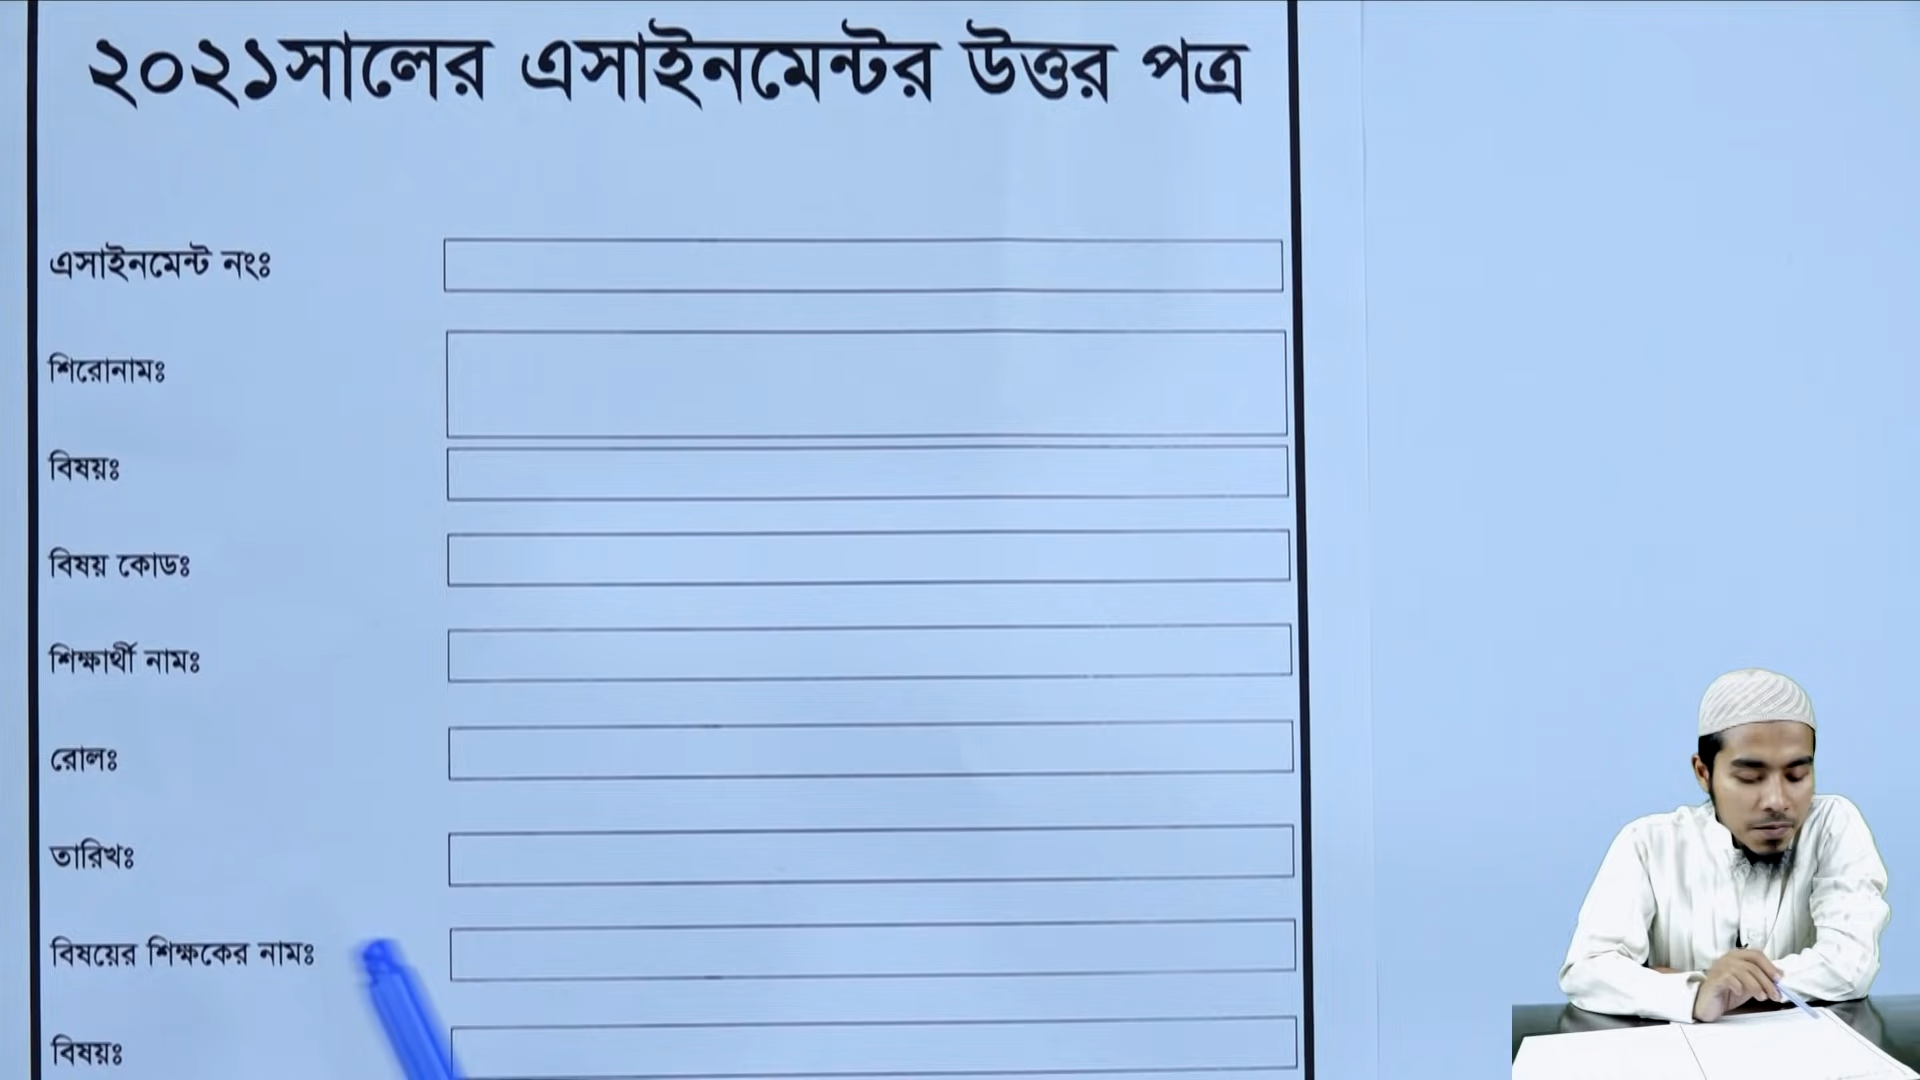 ২০২১সালের এসাইনমেন্টর উত্তর পত্র
এসাইনমেন্ট নংঃ
শিরোনামঃ
বিষয়ঃ
বিষয় কোডঃ
শিক্ষার্থী নামঃ
রোলঃ
তারিখঃ
বিষয়ের শিক্ষকের নামঃ
বিষয়ঃ